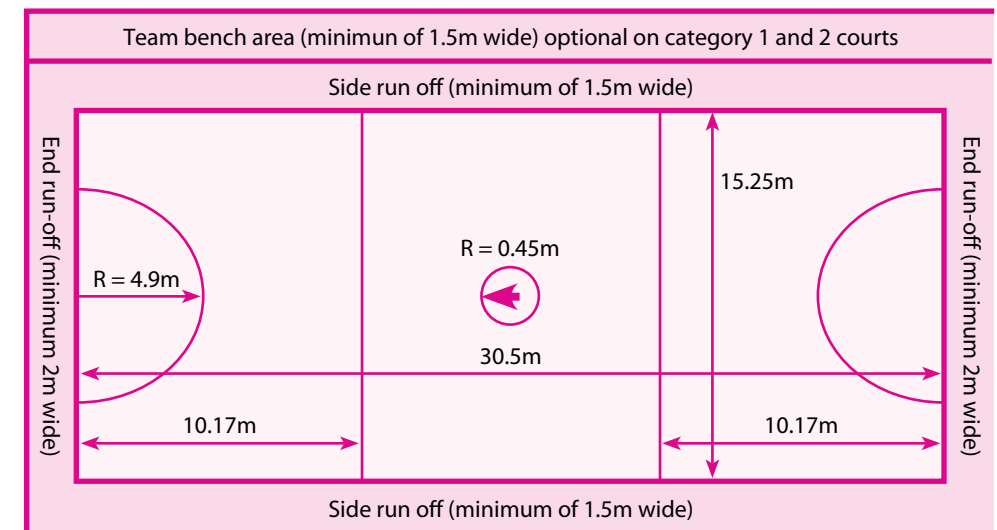 Team bench area (minimun of 1.5m wide) optional on category 1 and 2 courts
Side run off (minimum of 1.5m wide)
End run-off (minimum 2m wide)
End run-off (minimum 2m wide)
15.25m
R = 0.45m
R = 4.9m
30.5m
10.17m
10.17m
Side run off (minimum of 1.5m wide)